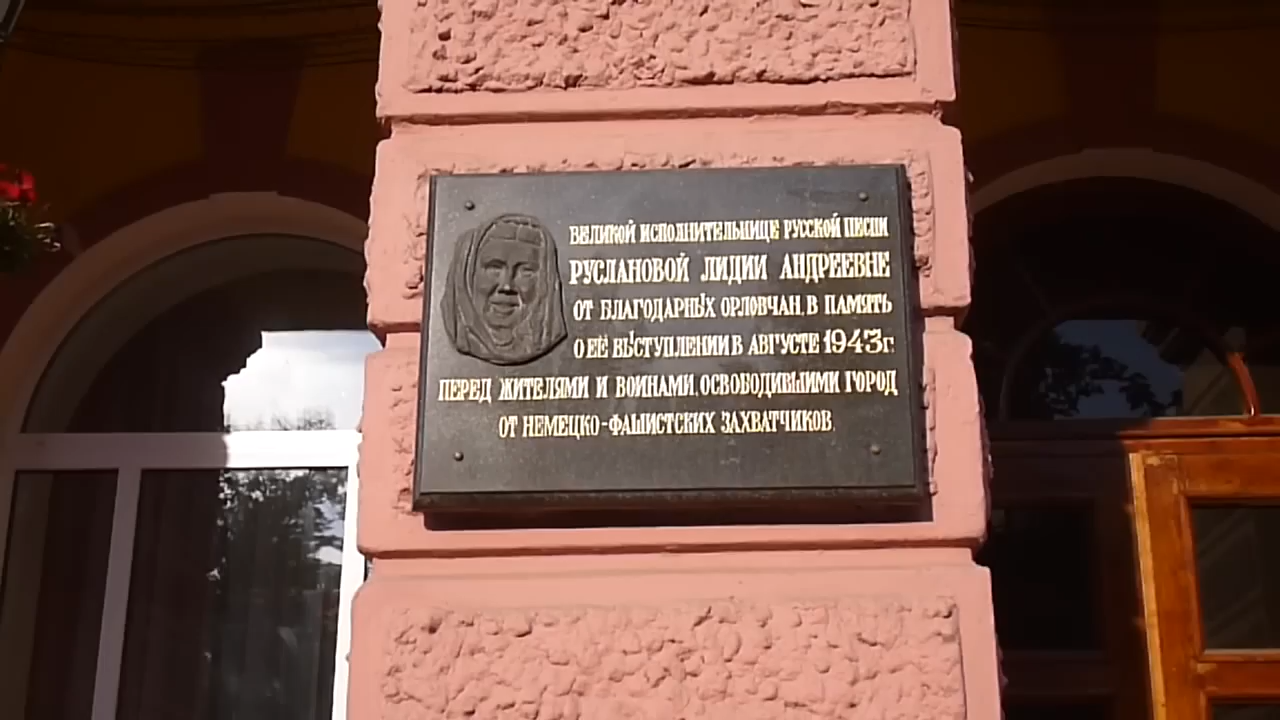 ВЕЛИКОЙ ИСПОЛНИТЕЛЬНИЦЕ РУССКОЙ ПЕСНИ
РУСЛАНОВОЙ ЛИДИИ АНДРЕЕВНЕ
ОТ БЛАГОДАРНЫХ ОРЛОВЧАН, В ПАМЯТЬ
О ЕЁ ВЫСТУПЛЕНИИ В АВГУСТЕ 1943г.
ПЕРЕД ЖИТЕЛЯМИ И ВОИНАМИ, ОСВОБОДИВШИМИ ГОРОД
ОТ НЕМЕЦКО-ФАШИСТСКИХ ЗАХВАТЧИКОВ.